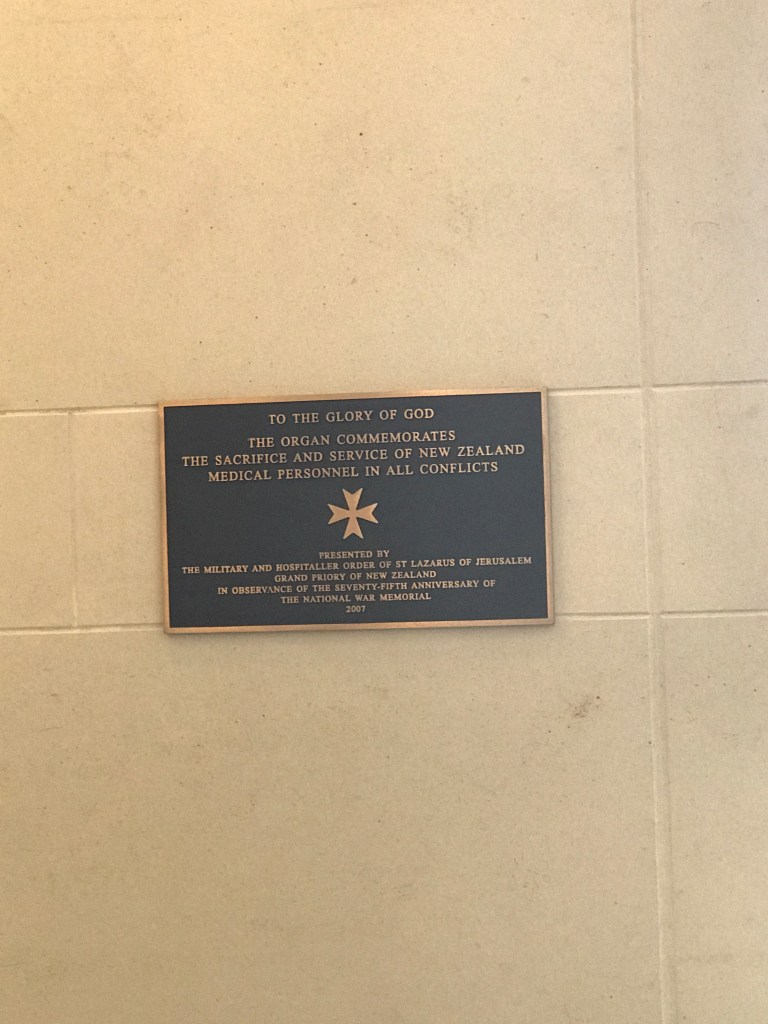 TO THE GLORY OF GOD
THE ORGAN COMMEMORATES
THE SACRIFICE AND SERVICE OF NEW ZEALAND
MEDICAL PERSONNEL IN ALL CONFLICTS
PRESENTED BY
THE MILITARY AND HOSPITALLER ORDER OF ST LAZARUS OF JERUSALEM
GRAND PRIORY OF NEW ZEALAND
IN OBSERVANCE OF THE SEVENTY-FIFTH ANNIVERSARY OF
THE NATIONAL WAR MEMORIAL
2007